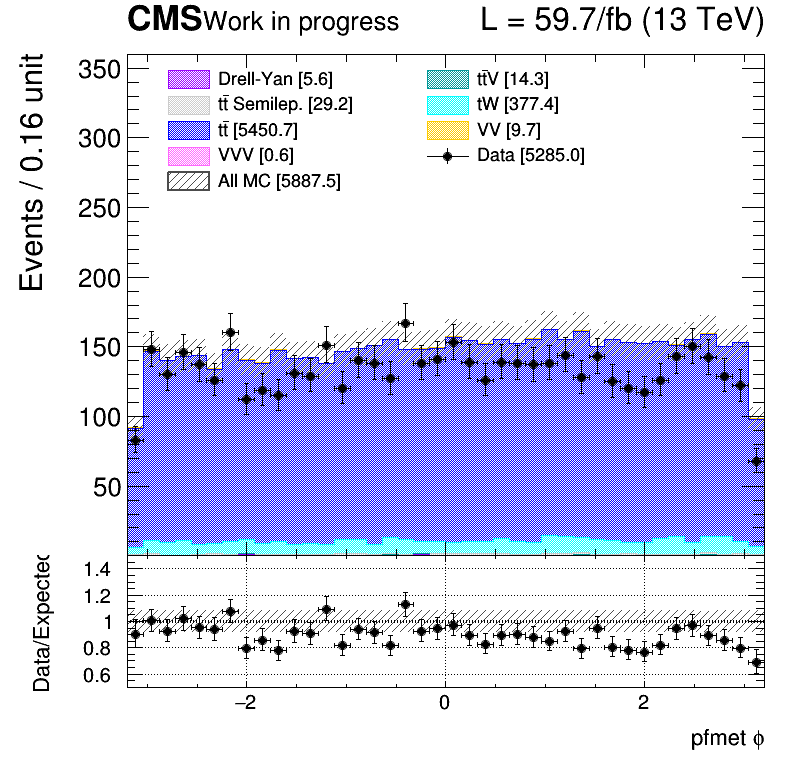 CMS Work in progress L = 59.7/fb (13 TeV)
Events / 0.16 unit
350
300
250
200
150
100
50
Drell-Yan [5.6]
tt̄ Semilep. [29.2]
tt̄ [5450.7]
VVV [0.6]
All MC [5887.5]
tt̄V [14.3]
tW [377.4]
VV [9.7]
Data [5285.0]
Data/Expected
1.4
1.2
1
0.8
0.6
−2 0 2
pfmet ϕ